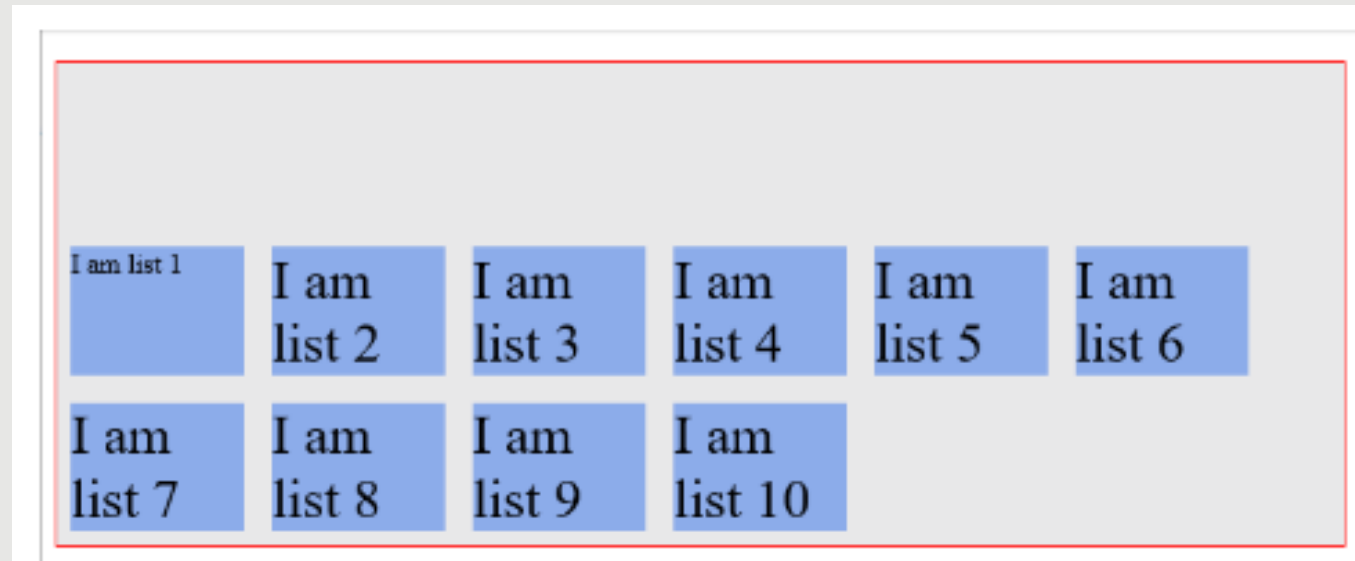 I am list 1
I am
list 2
I am
list 3
I am
list 4
I am
list 5
I am
list 6
I am
list 7
I am
list 8
I am
list 9
I am
list 10